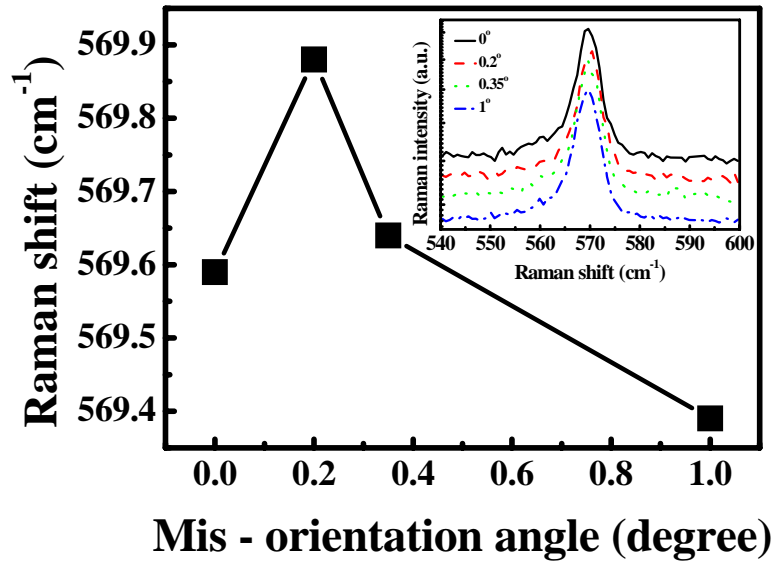 Raman shift (cm⁻¹)
569.9
569.8
569.7
569.6
569.5
569.4
0.0 0.2 0.4 0.6 0.8 1.0
Mis - orientation angle (degree)
Raman intensity (a.u.)
0°
0.2°
0.35°
1°
540 550 560 570 580 590 600
Raman shift (cm⁻¹)